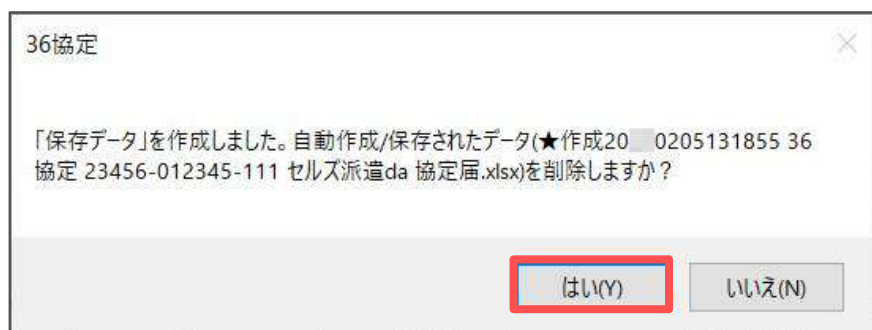 36協定
「保存データ」を作成しました。自動作成/保存されたデータ(★作成20 0205131855 36
協定 23456-012345-111 セルズ派遣da 協定届.xlsx)を削除しますか？
はい(Y)
いいえ(N)